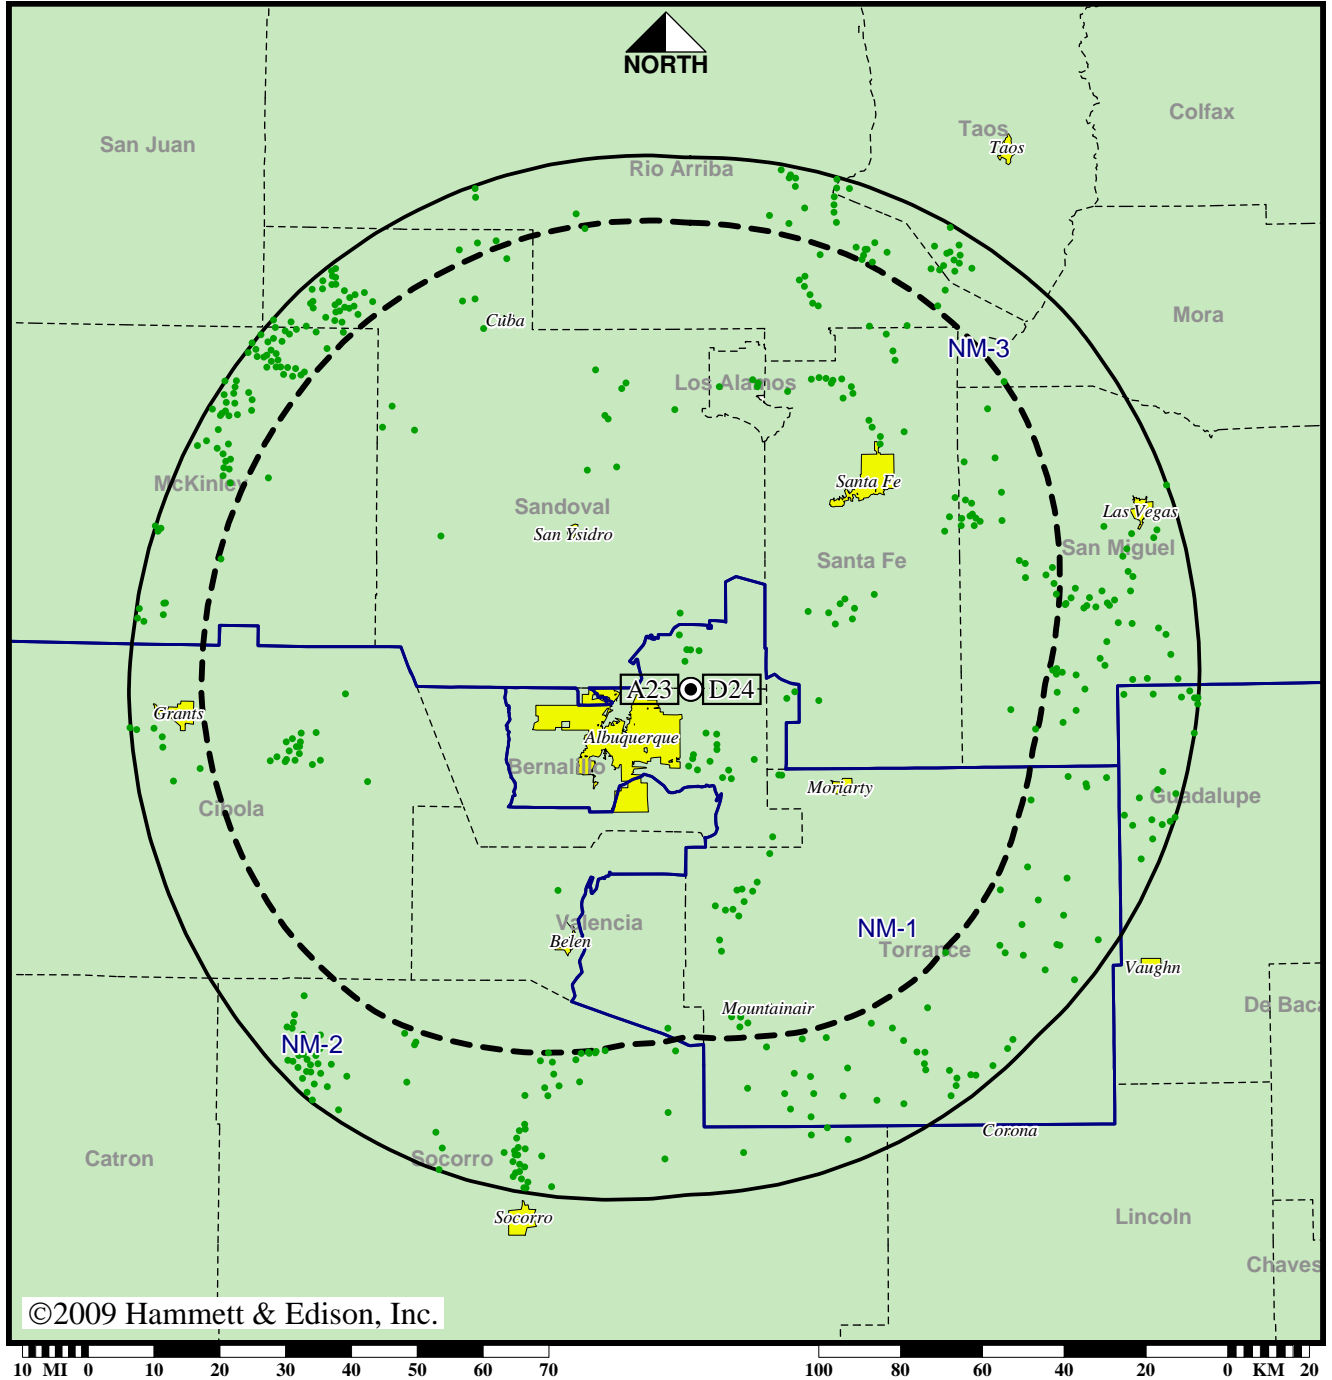 NORTH
Colfax
Taos
Taos
San Juan
Rio Arriba
Mora
Cuba
NM-3
Los Alamos
McKinley
Santa Fe
Sandoval
Las Vegas
San Ysidro
San Miguel
Santa Fe
A23 D24
Grants
Albuquerque
Bernalillo
Moriarty
Guadalupe
Cibola
Valencia
NM-1
Belen
Torrance
Vaughn
Mountainair
De Baca
NM-2
Corona
Catron
Socorro
Socorro
Lincoln
Chaves
©2009 Hammett & Edison, Inc.
10 MI 0 10 20 30 40 50 60 70 100 80 60 40 20 0 KM 20